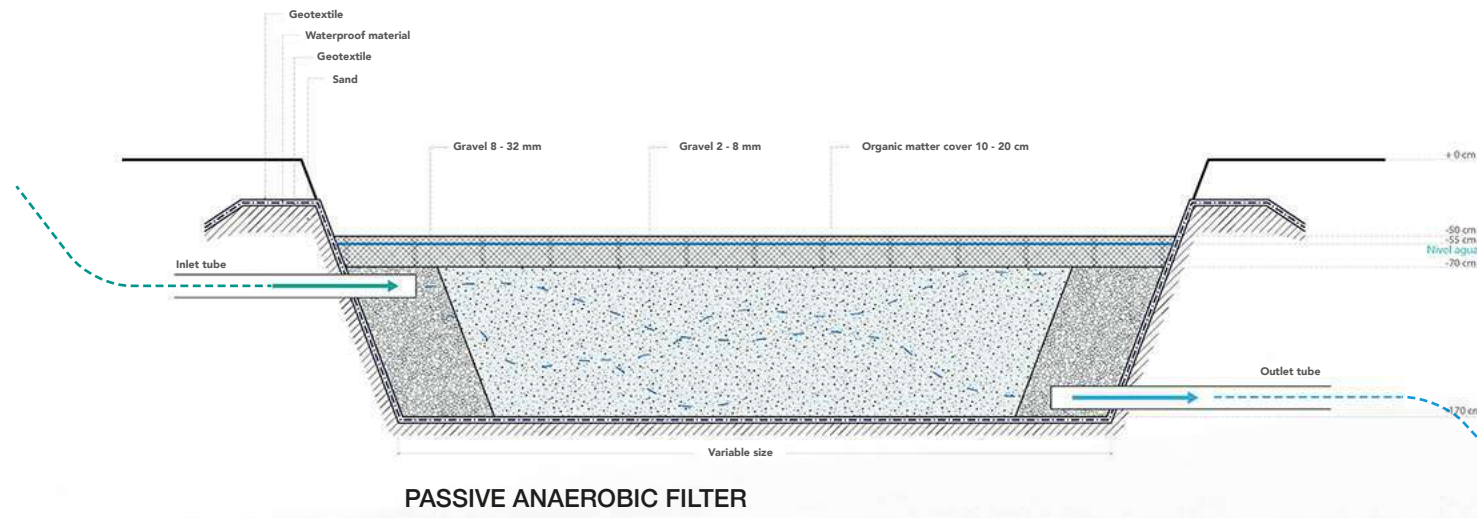 Geotextile
Waterproof material
Geotextile
Sand
Gravel 8 - 32 mm
Gravel 2 - 8 mm
Organic matter cover 10 - 20 cm
+ 0 cm
-50 cm
-55 cm
Nivel agua
-70 cm
Inlet tube
Outlet tube
-170 cm
Variable size
PASSIVE ANAEROBIC FILTER